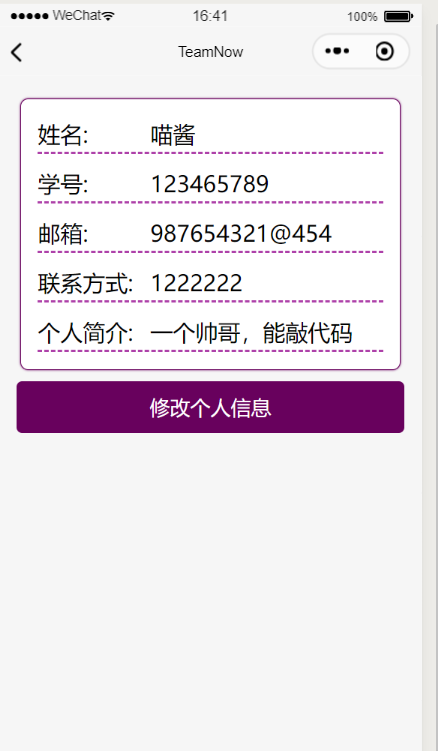 WeChat 16:41 100%
TeamNow
姓名: 喵酱
学号: 123465789
邮箱: 987654321@454
联系方式: 1222222
个人简介: 一个帅哥，能敲代码
修改个人信息